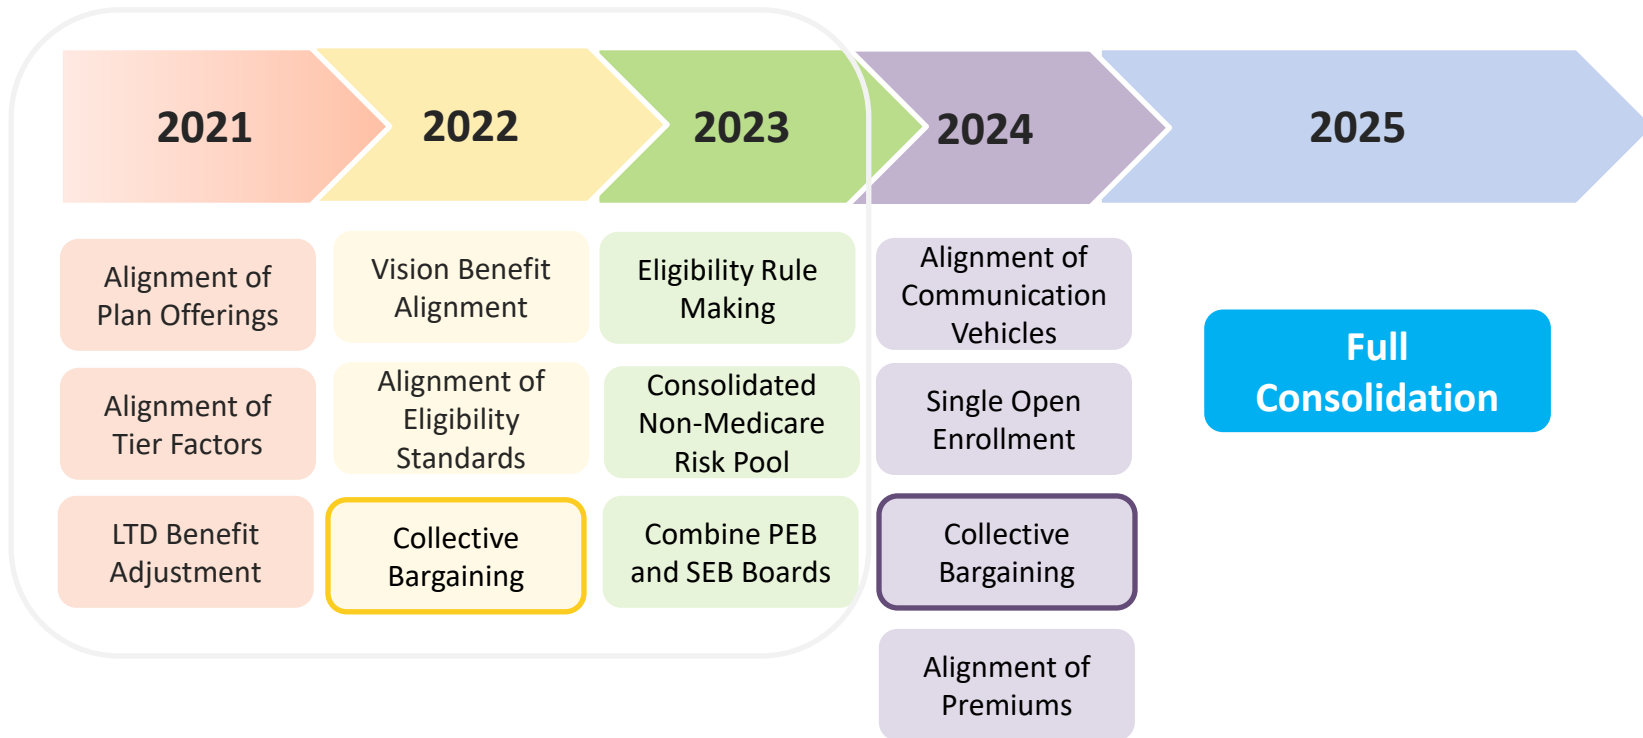 2021
2022
2023
2024
2025
Alignment of
Plan Offerings
Alignment of
Tier Factors
LTD Benefit
Adjustment
Vision Benefit
Alignment
Alignment of
Eligibility
Standards
Collective
Bargaining
Eligibility Rule
Making
Consolidated
Non-Medicare
Risk Pool
Combine PEB
and SEB Boards
Alignment of
Communication
Vehicles
Single Open
Enrollment
Collective
Bargaining
Alignment of
Premiums
Full
Consolidation